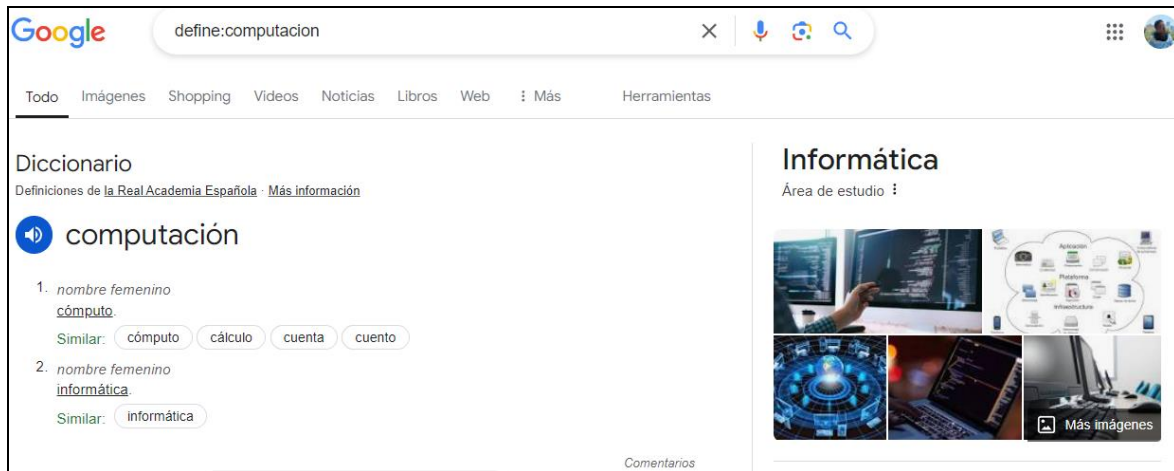 Google
define:computacion
Todo Imágenes Shopping Videos Noticias Libros Web Más Herramientas
Diccionario
Definiciones de la Real Academia Española · Más información
computación
1. nombre femenino
cómputo.
Similar: cómputo cálculo cuenta cuento
2. nombre femenino
informática.
Similar: informática
Comentarios
Informática
Área de estudio
Aplicación
Plataforma
Infraestructura
Más imágenes